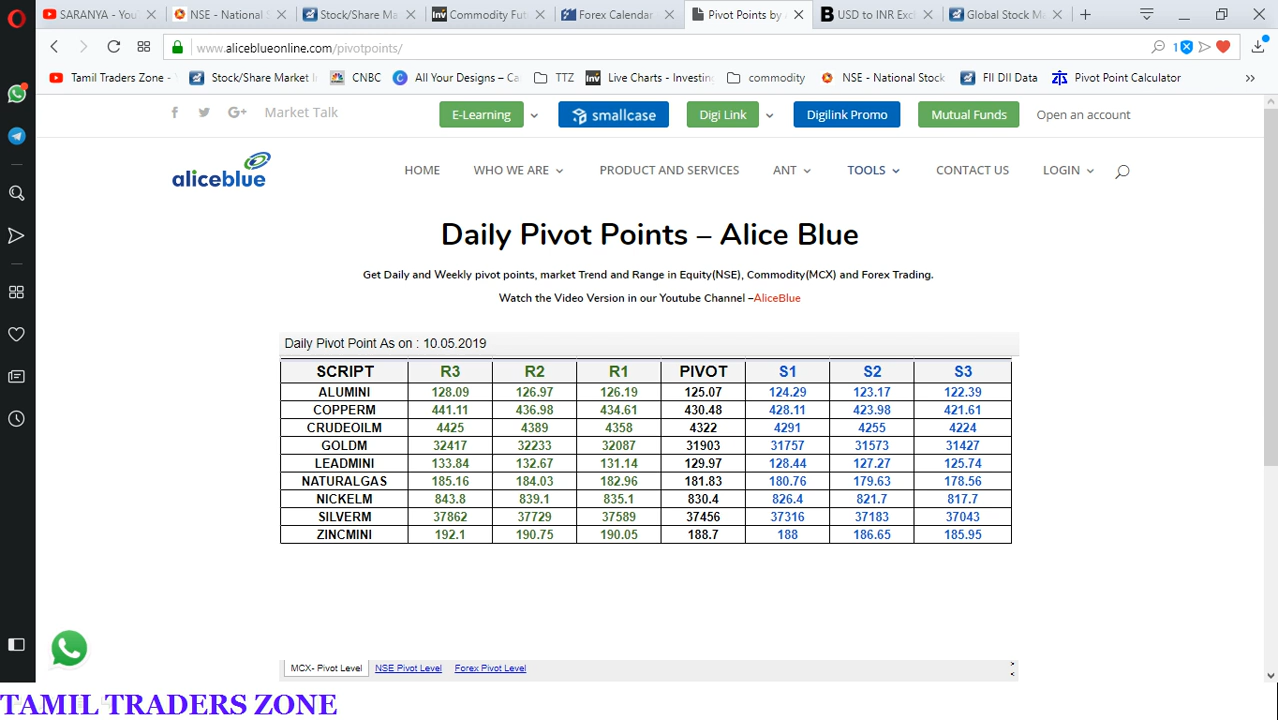 SARANYA - You
NSE - National S
Stock/Share Ma
Commodity Fut
Forex Calendar
Pivot Points by
USD to INR Exc
Global Stock M
www.aliceblueonline.com/pivotpoints/
Tamil Traders Zone -
Stock/Share Market I
CNBC
All Your Designs – Ca
TTZ
Live Charts - Investin
Commodity
NSE - National Stock
FII DII Data
Pivot Point Calculator
Market Talk
E-Learning
smallcase
Digi Link
Digilink Promo
Mutual Funds
Open an account
aliceblue
HOME
WHO WE ARE
PRODUCT AND SERVICES
ANT
TOOLS
CONTACT US
LOGIN
Daily Pivot Points – Alice Blue
Get Daily and Weekly pivot points, market Trend and Range in Equity(NSE), Commodity(MCX) and Forex Trading.
Watch the Video Version in our Youtube Channel –AliceBlue
Daily Pivot Point As on : 10.05.2019
SCRIPT R3 R2 R1 PIVOT S1 S2 S3
ALUMINI 128.09 126.97 126.19 125.07 124.29 123.17 122.39
COPPERM 441.11 436.98 434.61 430.48 428.11 423.98 421.61
CRUDEOILM 4425 4389 4358 4322 4291 4255 4224
GOLDM 32417 32233 32087 31903 31757 31573 31427
LEADMINI 133.84 132.67 131.14 129.97 128.44 127.27 125.74
NATURALGAS 185.16 184.03 182.96 181.83 180.76 179.63 178.56
NICKELM 843.8 839.1 835.1 830.4 826.4 821.7 817.7
SILVERM 37862 37729 37589 37456 37316 37183 37043
ZINCMINI 192.1 190.75 190.05 188.7 188 186.65 185.95
MCX- Pivot Level
NSE Pivot Level
Forex Pivot Level
TAMIL TRADERS ZONE